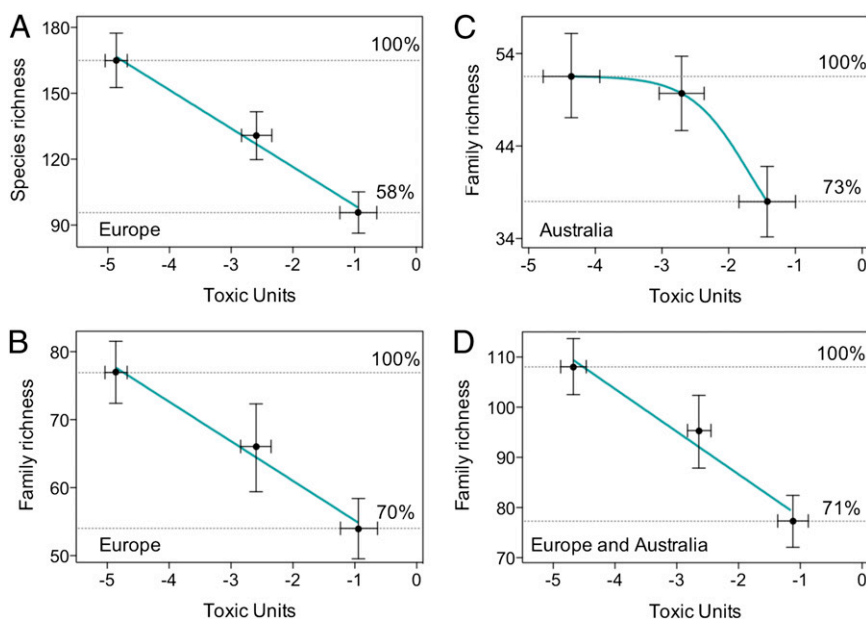 A
Species richness
180
160
120
90
100%
58%
Europe
-5 -4 -3 -2 -1 0
Toxic Units
C
Family richness
54
44
34
100%
73%
Australia
-5 -4 -3 -2 -1 0
Toxic Units
B
Family richness
80
70
60
50
100%
70%
Europe
-5 -4 -3 -2 -1 0
Toxic Units
D
Family richness
110
100
90
80
70
100%
71%
Europe and Australia
-5 -4 -3 -2 -1 0
Toxic Units